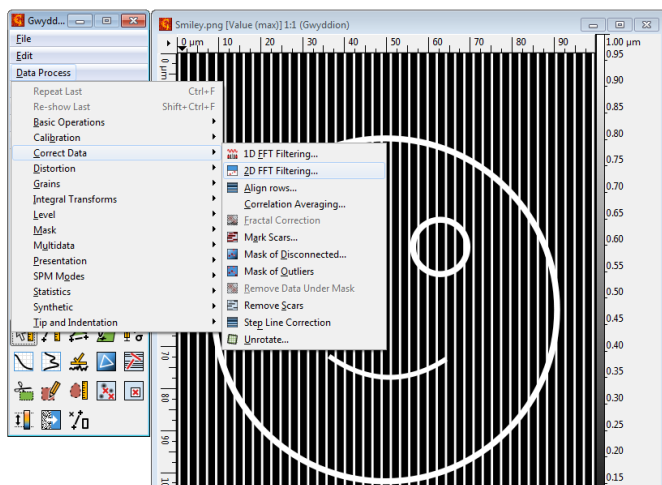 Gwydd...
File
Edit
Data Process
Repeat Last Ctrl+F
Re-show Last Shift+Ctrl+F
Basic Operations
Calibration
Correct Data
Distortion
Grains
Integral Transforms
Level
Mask
Multidata
Presentation
SPM Modes
Statistics
Synthetic
Tip and Indentation
1D FFT Filtering...
2D FFT Filtering...
Align rows...
Correlation Averaging...
Fractal Correction
Mark Scars...
Mask of Disconnected...
Mask of Outliers
Remove Data Under Mask
Remove Scars
Step Line Correction
Unrotate...
Smiley.png [Value (max)] 1:1 (Gwyddion)
0 µm 10 20 30 40 50 60 70 80 90
0 µm
70
80
90
1.00 µm
0.95
0.90
0.85
0.80
0.75
0.70
0.65
0.60
0.55
0.50
0.45
0.40
0.35
0.30
0.25
0.20
0.15